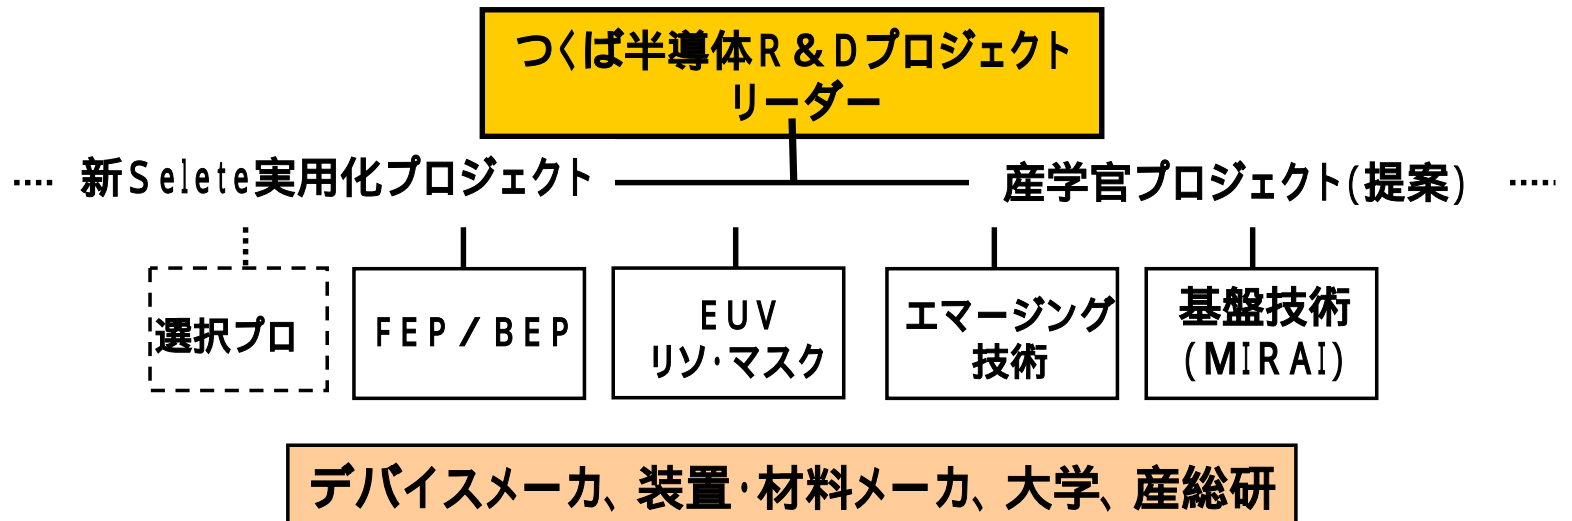 つくば半導体R&Dプロジェクト
リーダー
新Selete実用化プロジェクト
産学官プロジェクト(提案)
選択プロ
FEP/BEP
EUV
リソ・マスク
エマージング
技術
基盤技術
(MIRAI)
デバイスメーカ、装置・材料メーカ、大学、産総研